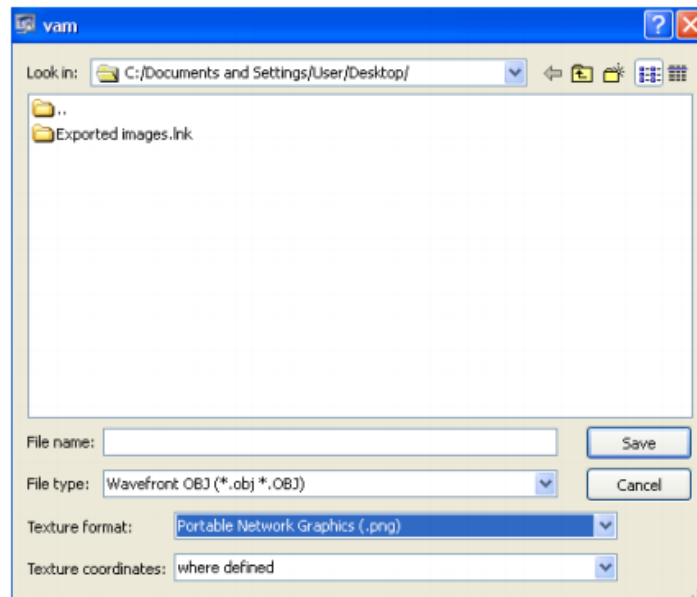 vam
Look in: C:/Documents and Settings/User/Desktop/
..
Exported images.lnk
File name: Save
File type: Wavefront OBJ (*.obj *.OBJ) Cancel
Texture format: Portable Network Graphics (.png)
Texture coordinates: where defined